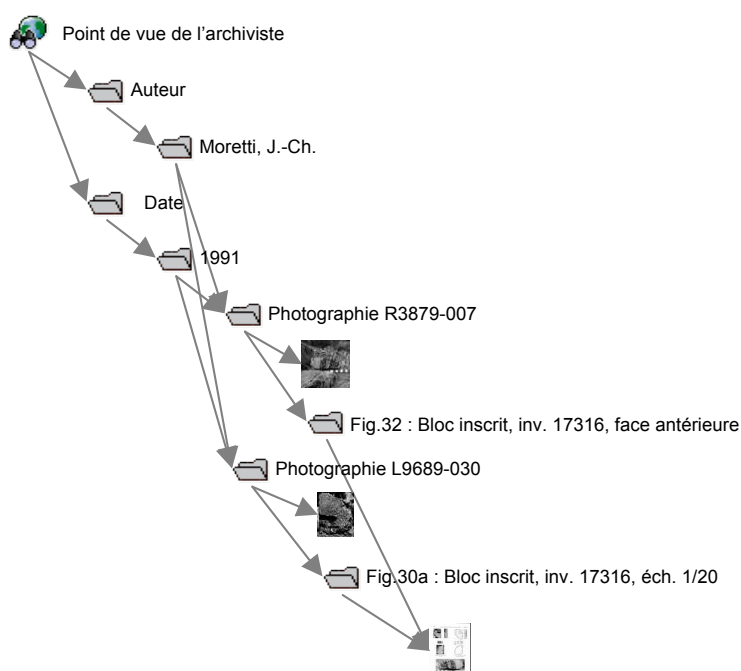 Point de vue de l’archiviste
Auteur
Moretti, J.-Ch.
Date
1991
Photographie R3879-007
Fig.32 : Bloc inscrit, inv. 17316, face antérieure
Photographie L9689-030
Fig.30a : Bloc inscrit, inv. 17316, éch. 1/20